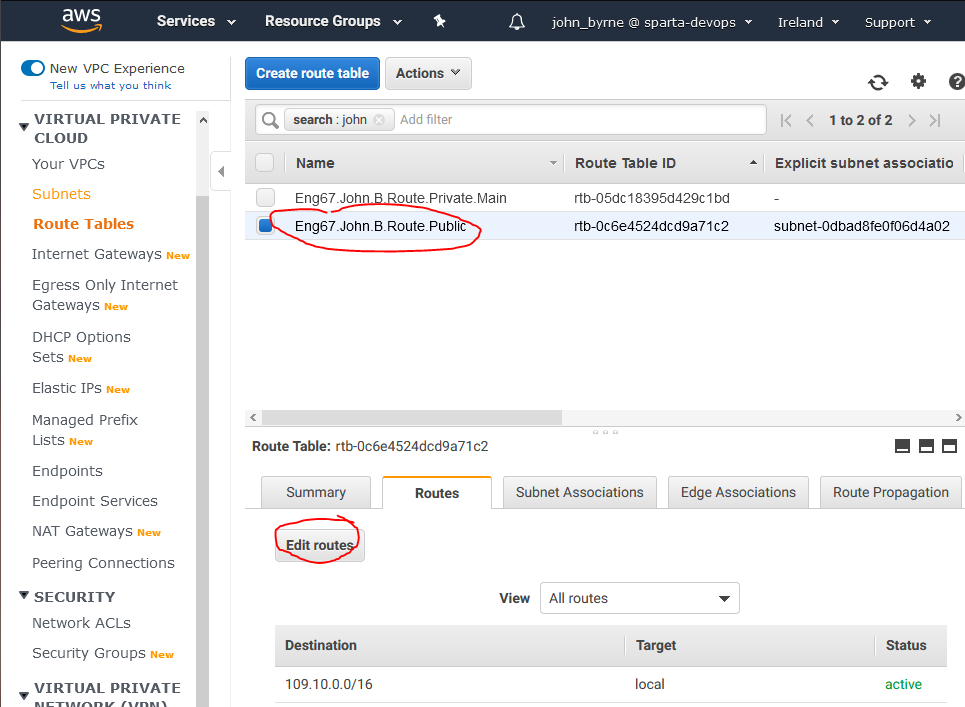 aws Services Resource Groups john_byrne @ sparta-devops Ireland Support
New VPC Experience
Tell us what you think
VIRTUAL PRIVATE
CLOUD
Your VPCs
Subnets
Route Tables
Internet Gateways New
Egress Only Internet
Gateways New
DHCP Options
Sets New
Elastic IPs New
Managed Prefix
Lists New
Endpoints
Endpoint Services
NAT Gateways New
Peering Connections
SECURITY
Network ACLs
Security Groups New
VIRTUAL PRIVATE
NETWORK (VPN)
Create route table Actions
search : john Add filter 1 to 2 of 2
Name Route Table ID Explicit subnet associatio
Eng67.John.B.Route.Private.Main rtb-05dc18395d429c1bd -
Eng67.John.B.Route.Public rtb-0c6e4524dcd9a71c2 subnet-0dbad8fe0f06d4a02
Route Table: rtb-0c6e4524dcd9a71c2
Summary Routes Subnet Associations Edge Associations Route Propagation
Edit routes
View All routes
Destination Target Status
109.10.0.0/16 local active